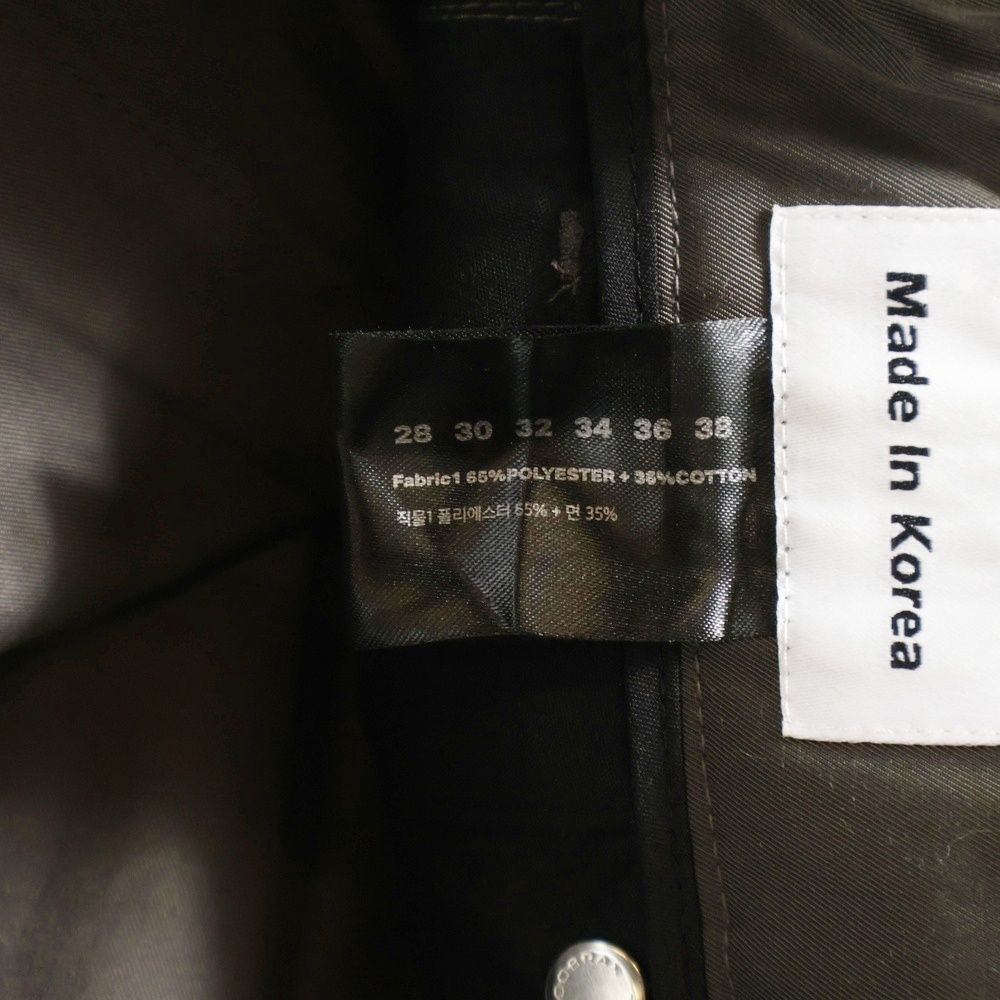 28 30 32 34 36 38
Fabric1 65%POLYESTER + 35%COTTON
적물1 폴리에스터 65% + 면 35%
Made In Korea